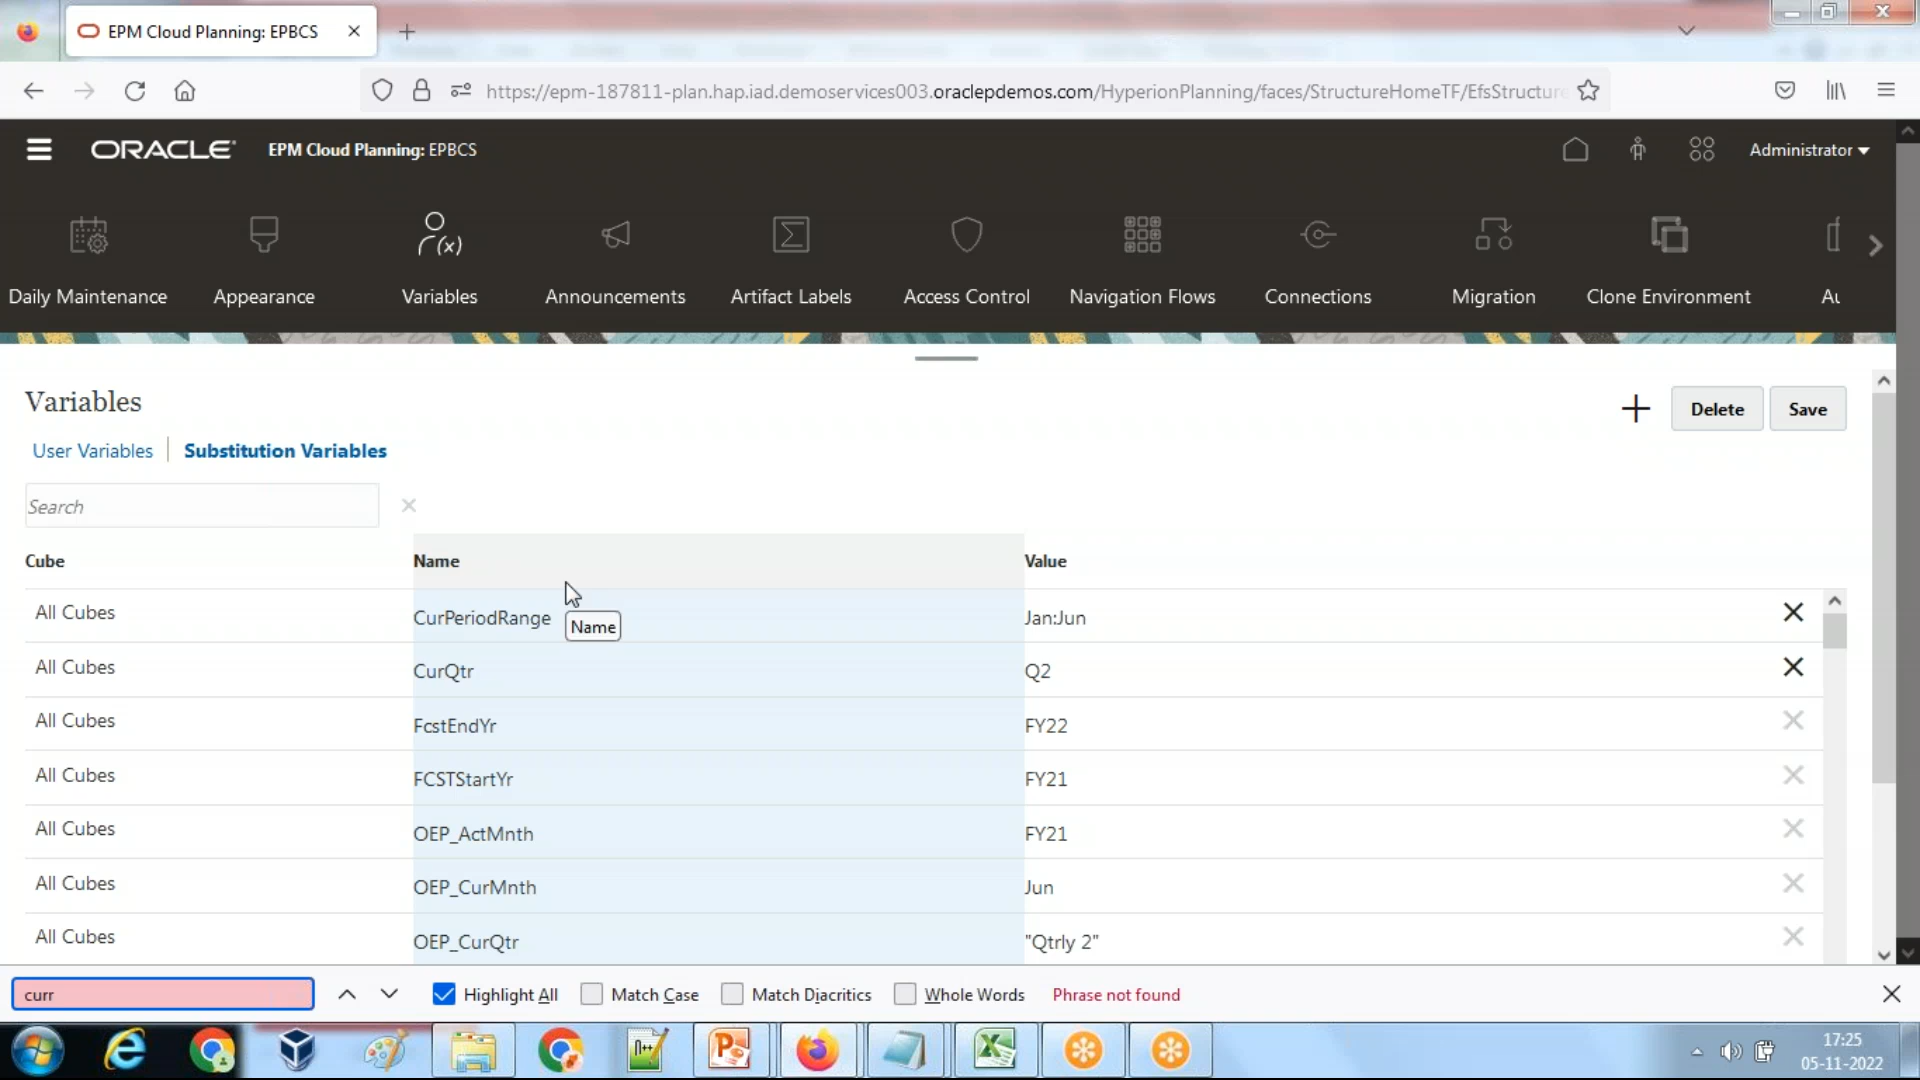 EPM Cloud Planning: EPBCS
https://epm-187811-plan.hap.iad.demoservices003.oraclepdemos.com/HyperionPlanning/faces/StructureHomeTF/EfsStructure
ORACLE EPM Cloud Planning: EPBCS Administrator
Daily Maintenance Appearance Variables Announcements Artifact Labels Access Control Navigation Flows Connections Migration Clone Environment
Variables
Delete Save
User Variables Substitution Variables
Search
Cube Name Value
All Cubes CurPeriodRange Jan:Jun
Name
All Cubes CurQtr Q2
All Cubes FcstEndYr FY22
All Cubes FCSTStartYr FY21
All Cubes OEP_ActMnth FY21
All Cubes OEP_CurMnth Jun
All Cubes OEP_CurQtr "Qtrly 2"
curr Highlight All Match Case Match Diacritics Whole Words Phrase not found
17:25
05-11-2022